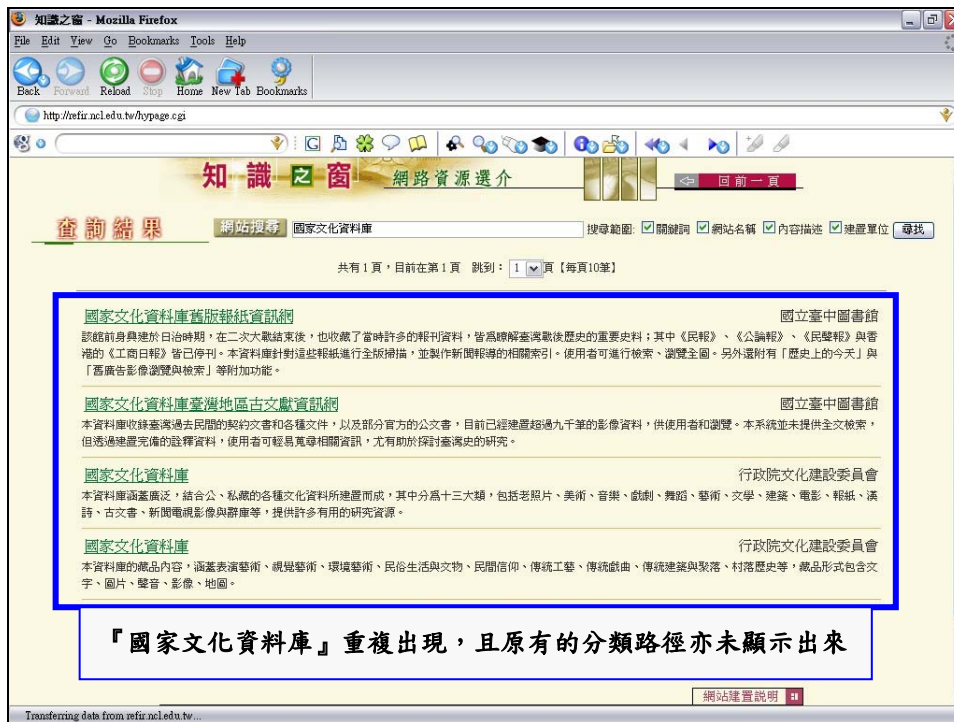 知識之窗 - Mozilla Firefox
File Edit View Go Bookmarks Tools Help
Back Forward Reload Stop Home New Tab Bookmarks
http://refir.ncl.edu.tw/hypage.cgi
知識之窗 網路資源選介 回前一頁
查詢結果 網站搜尋 國家文化資料庫 搜尋範圍: 關鍵詞 網站名稱 內容描述 建置單位 尋找
共有1頁，目前在第1頁 跳到： 1 頁【每頁10筆】
國家文化資料庫舊版報紙資訊網 國立臺中圖書館
該館前身興建於日治時期，在二次大戰結束後，也收藏了當時許多的報刊資料，皆為瞭解臺灣戰後歷史的重要史料；其中《民報》、《公論報》、《民聲報》與香
港的《工商日報》皆已停刊。本資料庫針對這些報紙進行全版掃描，並製作新聞報導的相關索引。使用者可進行檢索、瀏覽全圖。另外還附有「歷史上的今天」與
「舊廣告影像瀏覽與檢索」等附加功能。
國家文化資料庫臺灣地區古文獻資訊網 國立臺中圖書館
本資料庫收錄臺灣過去民間的契約文書和各種文件，以及部分官方的公文書，目前已經建置超過九千筆的影像資料，供使用者和瀏覽。本系統並未提供全文檢索，
但透過建置完備的詮釋資料，使用者可輕易蒐尋相關資訊，尤有助於探討臺灣史的研究。
國家文化資料庫 行政院文化建設委員會
本資料庫涵蓋廣泛，結合公、私藏的各種文化資料所建置而成，其中分為十三大類，包括老照片、美術、音樂、戲劇、舞蹈、藝術、文學、建築、電影、報紙、漢
詩、古文書、新聞電視影像與辭庫等，提供許多有用的研究資源。
國家文化資料庫 行政院文化建設委員會
本資料庫的藏品內容，涵蓋表演藝術、視覺藝術、環境藝術、民俗生活與文物、民間信仰、傳統工藝、傳統戲曲、傳統建築與聚落、村落歷史等，藏品形式包含文
字、圖片、聲音、影像、地圖。
『國家文化資料庫』重複出現，且原有的分類路徑亦未顯示出來
網站建置說明
Transferring data from refir.ncl.edu.tw...